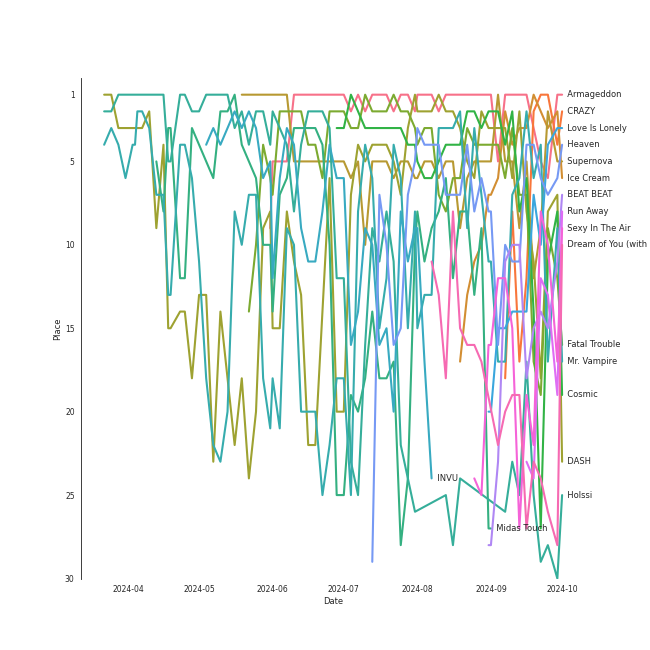 1
5
10
15
20
25
30
Place
2024-04
2024-05
2024-06
2024-07
2024-08
2024-09
2024-10
Date
Armageddon
CRAZY
Love Is Lonely
Heaven
Supernova
Ice Cream
BEAT BEAT
Run Away
Sexy In The Air
Dream of You (with
Fatal Trouble
Mr. Vampire
Cosmic
DASH
INVU
Holssi
Midas Touch